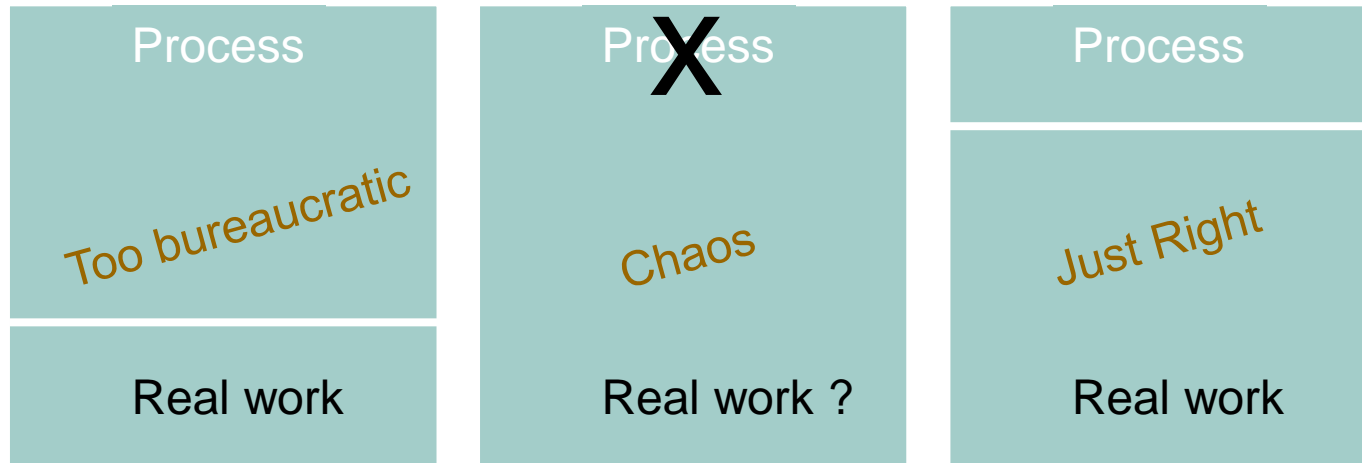 Process
Too bureaucratic
Real work
Process
X
Chaos
Real work ?
Process
Just Right
Real work